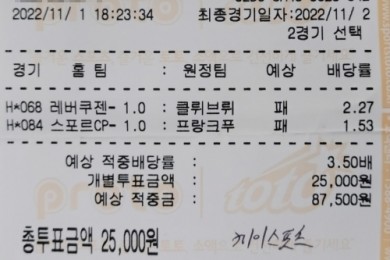 2022/11/ 1 18:23:34 최종경기일자:2022/11/ 2
2경기 선택
경기 홈 팀 : 원정팀 예상 배당률
H*068 레버쿠젠- 1.0 : 클뤼브뤼 패 2.27
H*084 스포르CP- 1.0 : 프랑크푸 패 1.53
예상 적중배당률 : 3.50배
개별투표금액 : 25,000원
예상 적중금 : 87,500원
총투표금액 25,000원 제이스포츠